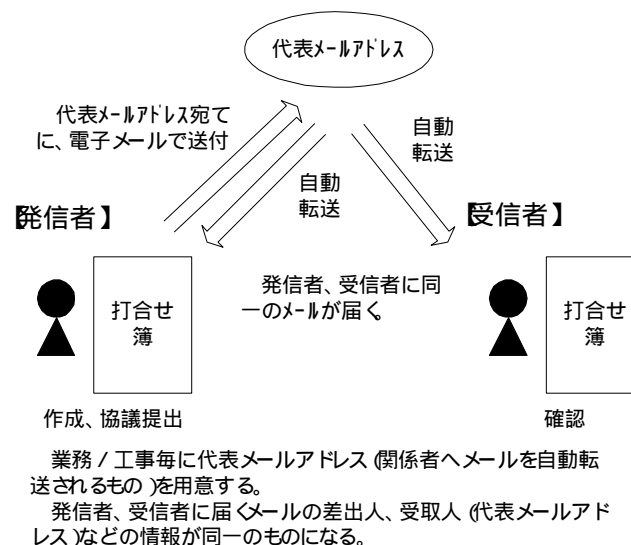 代表メールアドレス
代表メールアドレス宛て
に、電子メールで送付
自動
転送
自動
転送
【発信者】
【受信者】
発信者、受信者に同
一のメールが届く
打合せ
簿
打合せ
簿
作成、協議提出
確認
業務/工事毎に代表メールアドレス(関係者へメールを自動転
送されるもの)を用意する。
発信者、受信者に届くメールの差出人、受取人(代表メールアド
レス)などの情報が同一のものになる。